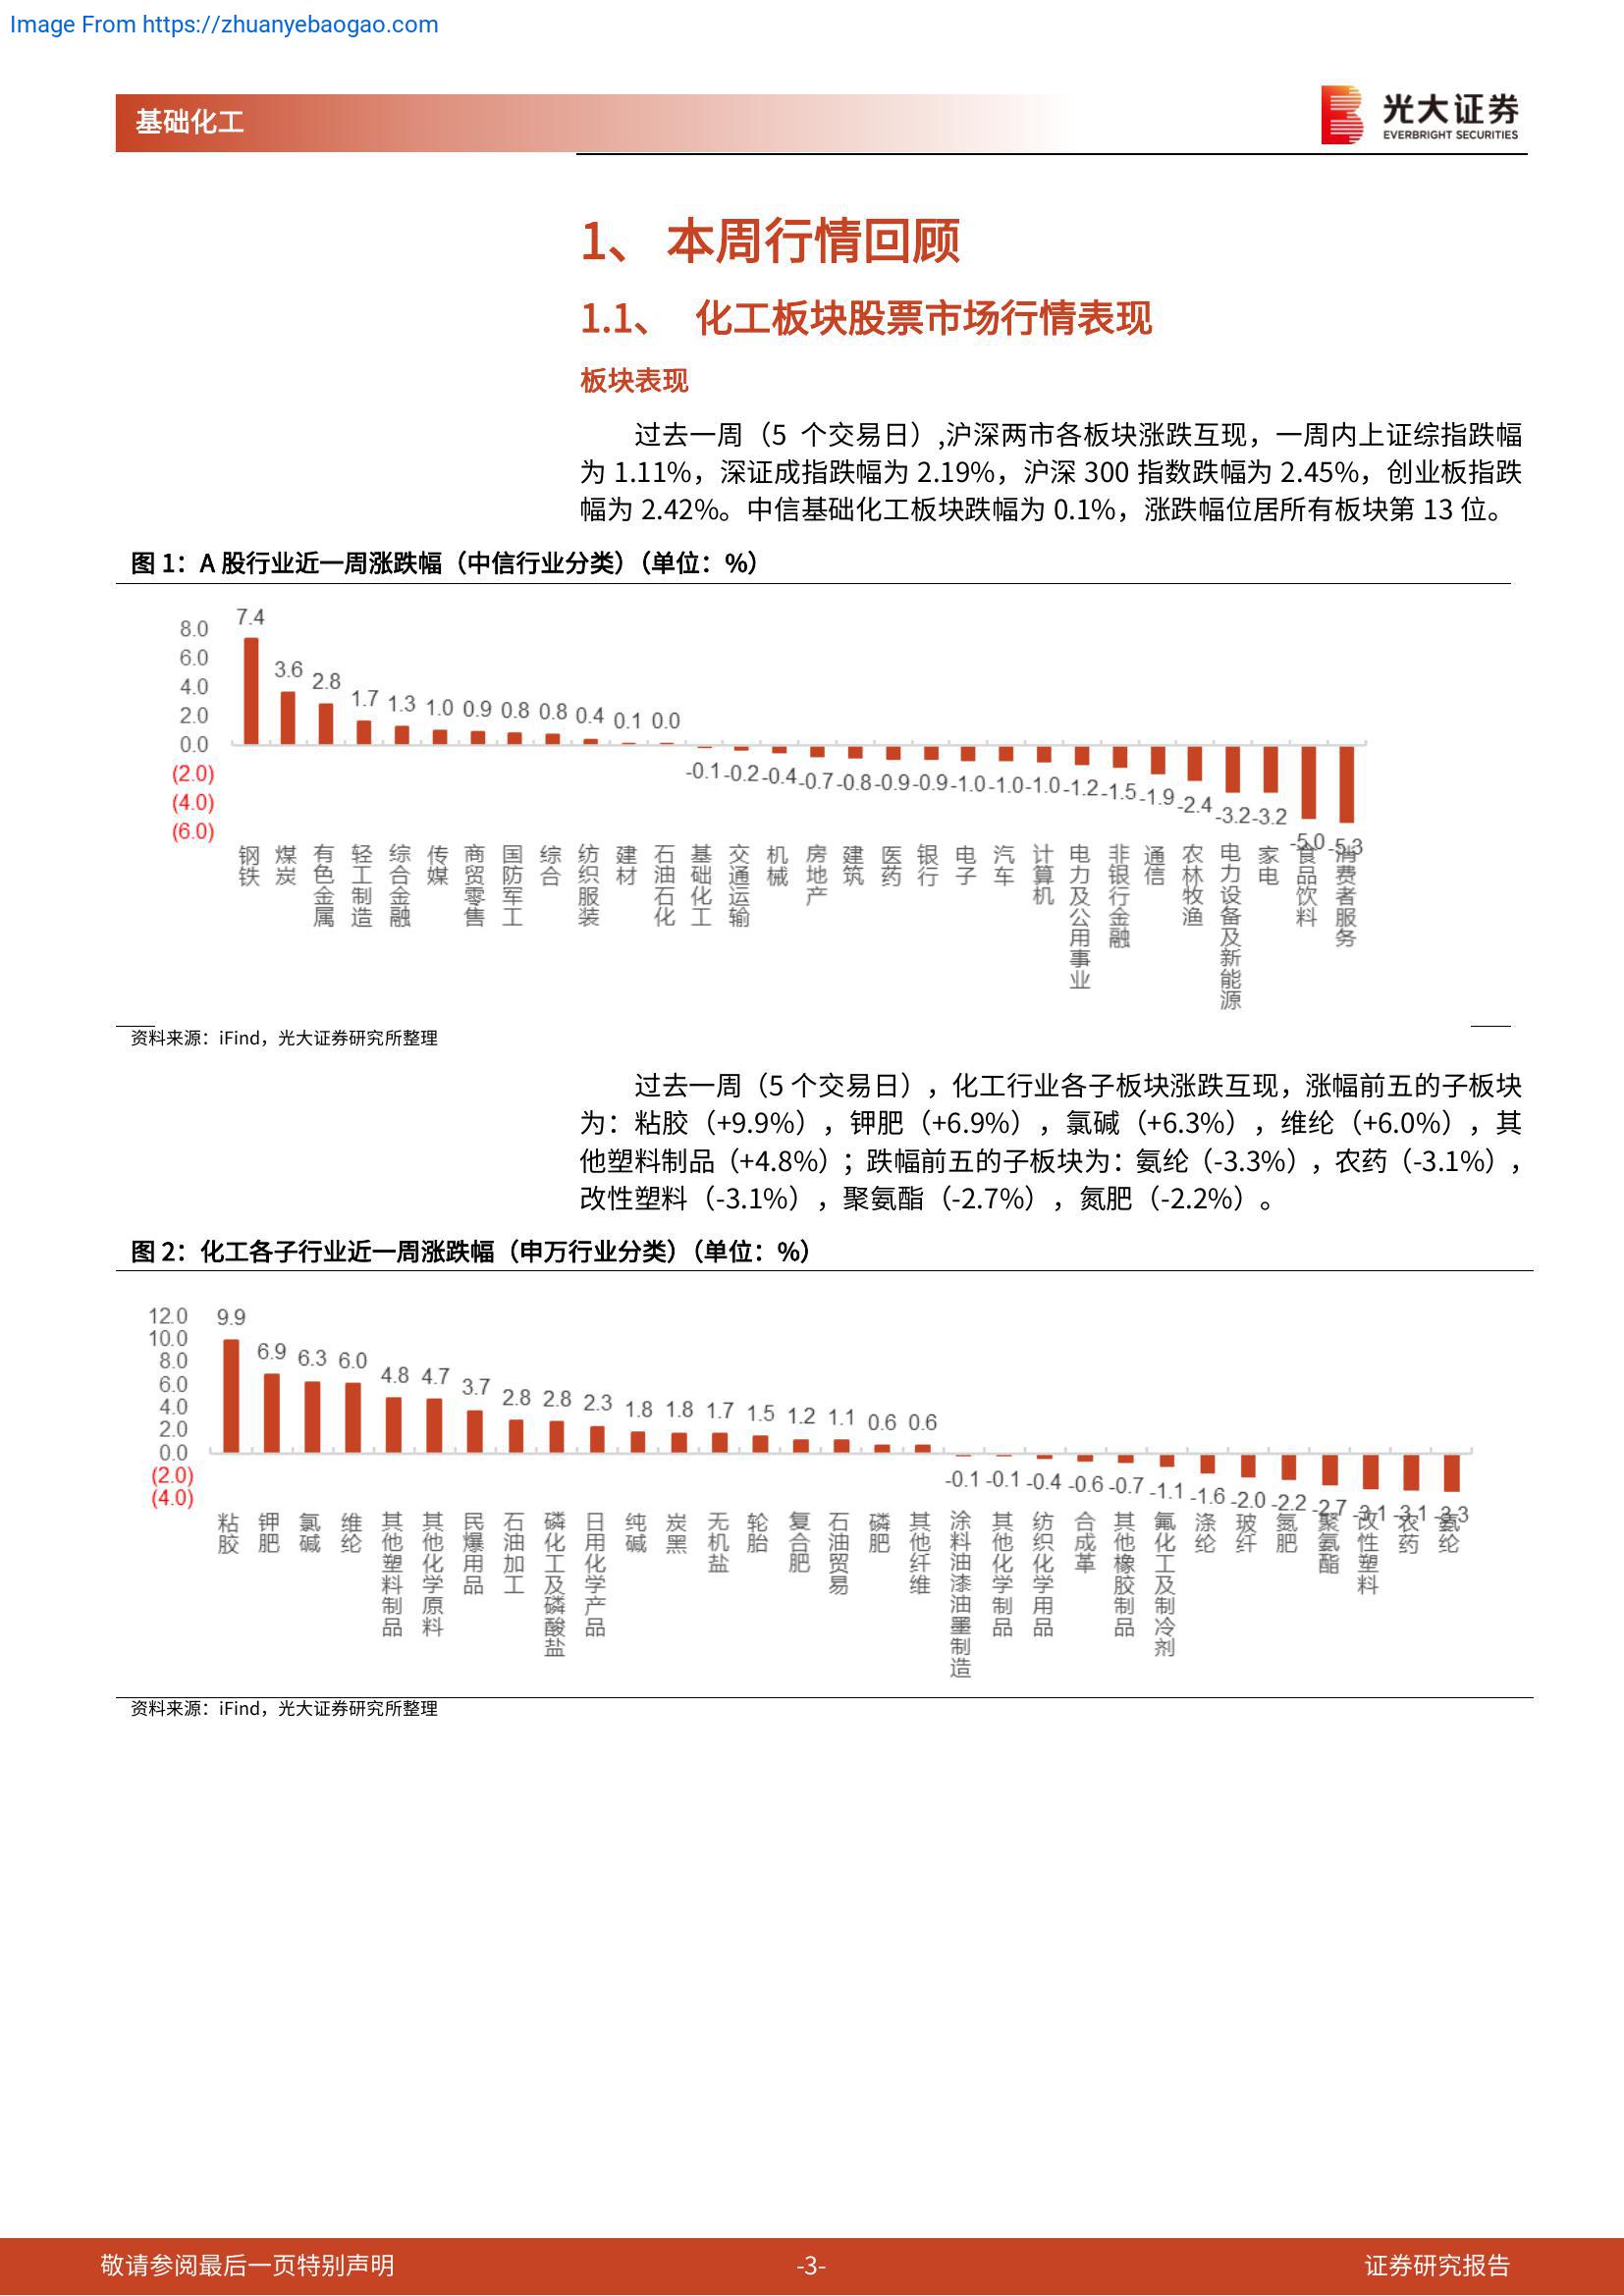 Image From https://zhuanyebaogao.com
基础化工
光大证券
EVERBRIGHT SECURITIES
1、 本周行情回顾
1.1、 化工板块股票市场行情表现
板块表现
过去一周（5 个交易日）,沪深两市各板块涨跌互现，一周内上证综指跌幅
为 1.11%，深证成指跌幅为 2.19%，沪深 300 指数跌幅为 2.45%，创业板指跌
幅为 2.42%。中信基础化工板块跌幅为 0.1%，涨跌幅位居所有板块第 13 位。
图 1：A 股行业近一周涨跌幅（中信行业分类）（单位：%）
8.0
6.0
4.0
2.0
0.0
(2.0)
(4.0)
(6.0)
7.4 3.6 2.8 1.7 1.3 1.0 0.9 0.8 0.8 0.4 0.1 0.0 -0.1 -0.2 -0.4 -0.7 -0.8 -0.9 -0.9 -1.0 -1.0 -1.0 -1.2 -1.5 -1.9 -2.4 -3.2 -3.2 -5.0 -5.3
钢铁 煤炭 有色金属 轻工制造 综合金融 传媒 商贸零售 国防军工 综合 纺织服装 建材 石油石化 基础化工 交通运输 机械 房地产 建筑 医药 银行 电子 汽车 计算机 电力及公用事业 非银行金融 通信 农林牧渔 电力设备及新能源 家电 食品饮料 消费者服务
资料来源：iFind，光大证券研究所整理
过去一周（5 个交易日），化工行业各子板块涨跌互现，涨幅前五的子板块
为：粘胶（+9.9%），钾肥（+6.9%），氯碱（+6.3%），维纶（+6.0%），其
他塑料制品（+4.8%）；跌幅前五的子板块为：氨纶（-3.3%），农药（-3.1%），
改性塑料（-3.1%），聚氨酯（-2.7%），氮肥（-2.2%）。
图 2：化工各子行业近一周涨跌幅（申万行业分类）（单位：%）
12.0
10.0
8.0
6.0
4.0
2.0
0.0
(2.0)
(4.0)
9.9 6.9 6.3 6.0 4.8 4.7 3.7 2.8 2.8 2.3 1.8 1.8 1.7 1.5 1.2 1.1 0.6 0.6 -0.1 -0.1 -0.4 -0.6 -0.7 -1.1 -1.6 -2.0 -2.2 -2.7 -3.1 -3.1 -3.3
粘胶 钾肥 氯碱 维纶 其他塑料制品 其他化学原料 民爆用品 石油加工 磷化工及磷酸盐 日用化学产品 纯碱 炭黑 无机盐 轮胎 复合肥 石油贸易 磷肥 其他纤维 涂料油漆油墨制造 其他化学制品 纺织化学用品 合成革 其他橡胶制品 氟化工及制冷剂 涤纶 玻纤 氮肥 聚氨酯 改性塑料 农药 氨纶
资料来源：iFind，光大证券研究所整理
敬请参阅最后一页特别声明
-3-
证券研究报告